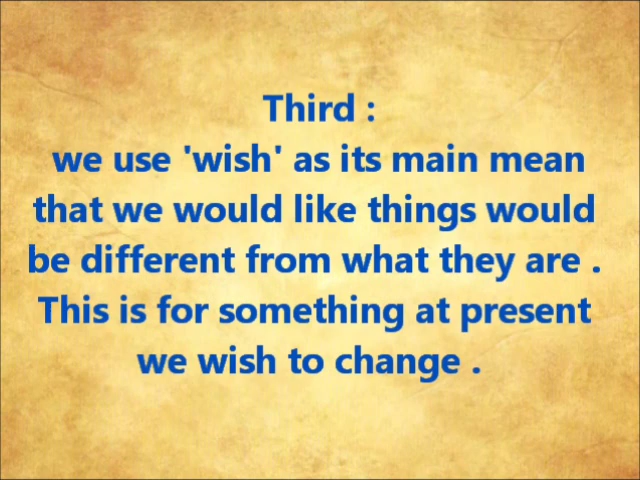 Third :
we use 'wish' as its main mean
that we would like things would
be different from what they are .
This is for something at present
we wish to change .